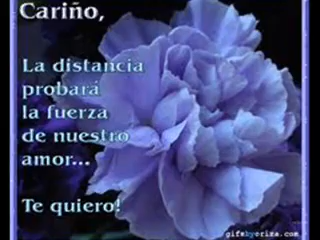 Cariño,
La distancia
probará
la fuerza
de nuestro
amor...
Te quiero!
gifsbyoriza.com